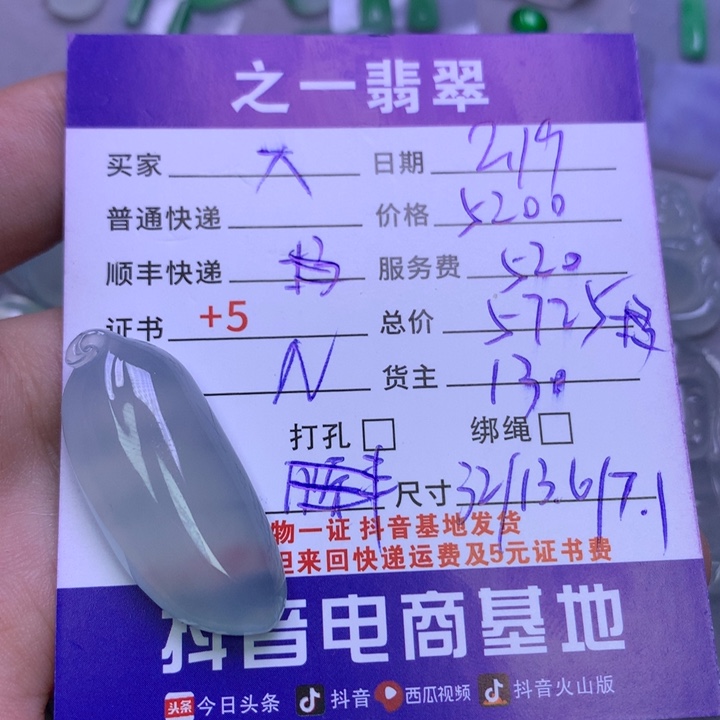 之一翡翠
买家 大 日期 2.19
普通快递 价格 5200
顺丰快递 服务费 520
证书 +5 总价 5725
N 货主 130
打孔 绑绳
尺寸 32/13.6/7.1
物一证 抖音基地发货
但来回快递运费及5元证书费
抖音电商基地
头条 今日头条 抖音 西瓜视频 抖音火山版